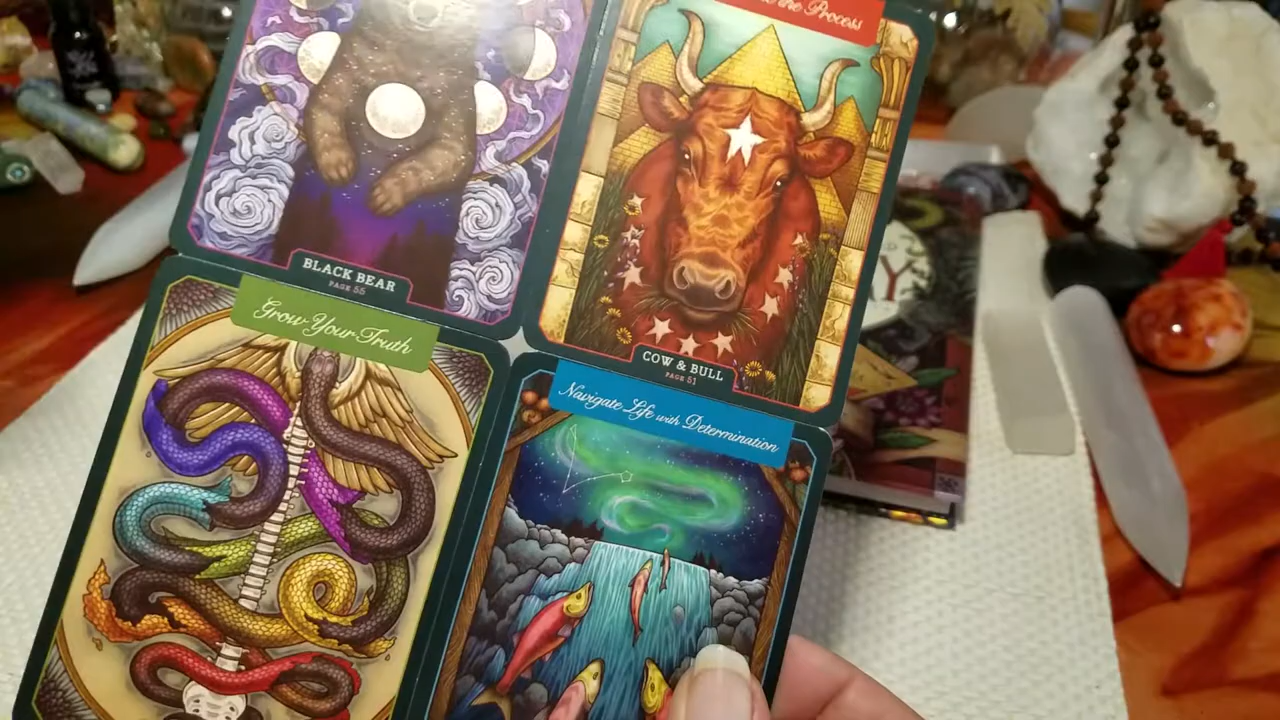 the Process
BLACK BEAR
PAGE 55
COW & BULL
PAGE 51
Grow Your Truth
Navigate Life with Determination